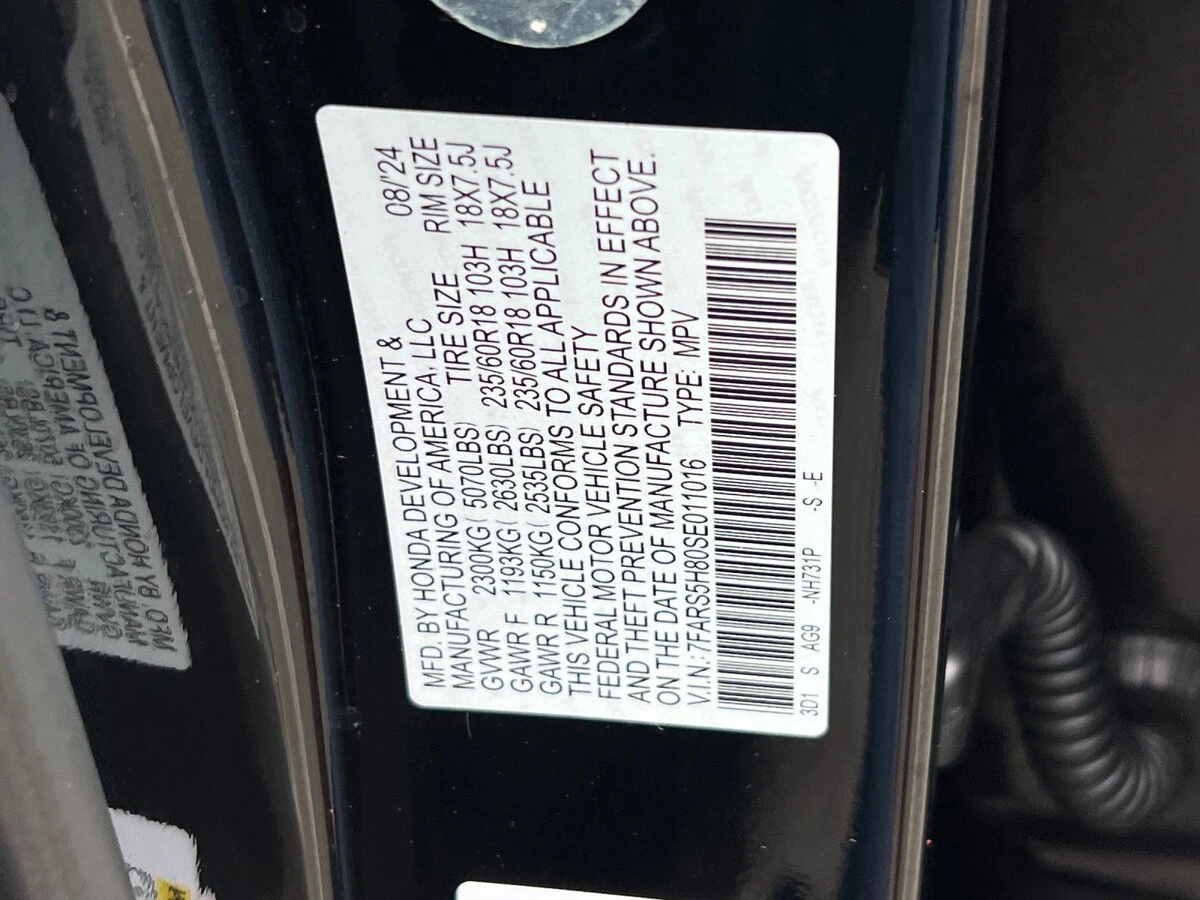 MFD. BY HONDA DEVELOPMENT & 08/'24
MANUFACTURING OF AMERICA, LLC RIM SIZE
GVWR 2300KG ( 5070LBS) TIRE SIZE
GAWR F 1193KG ( 2630LBS) 235/60R18 103H 18X7.5J
GAWR R 1150KG ( 2535LBS) 235/60R18 103H 18X7.5J
THIS VEHICLE CONFORMS TO ALL APPLICABLE
FEDERAL MOTOR VEHICLE SAFETY
AND THEFT PREVENTION STANDARDS IN EFFECT
ON THE DATE OF MANUFACTURE SHOWN ABOVE.
V.I.N.:7FARS5H80SE011016 TYPE: MPV
3D1 S AG9 -NH731P -S -E